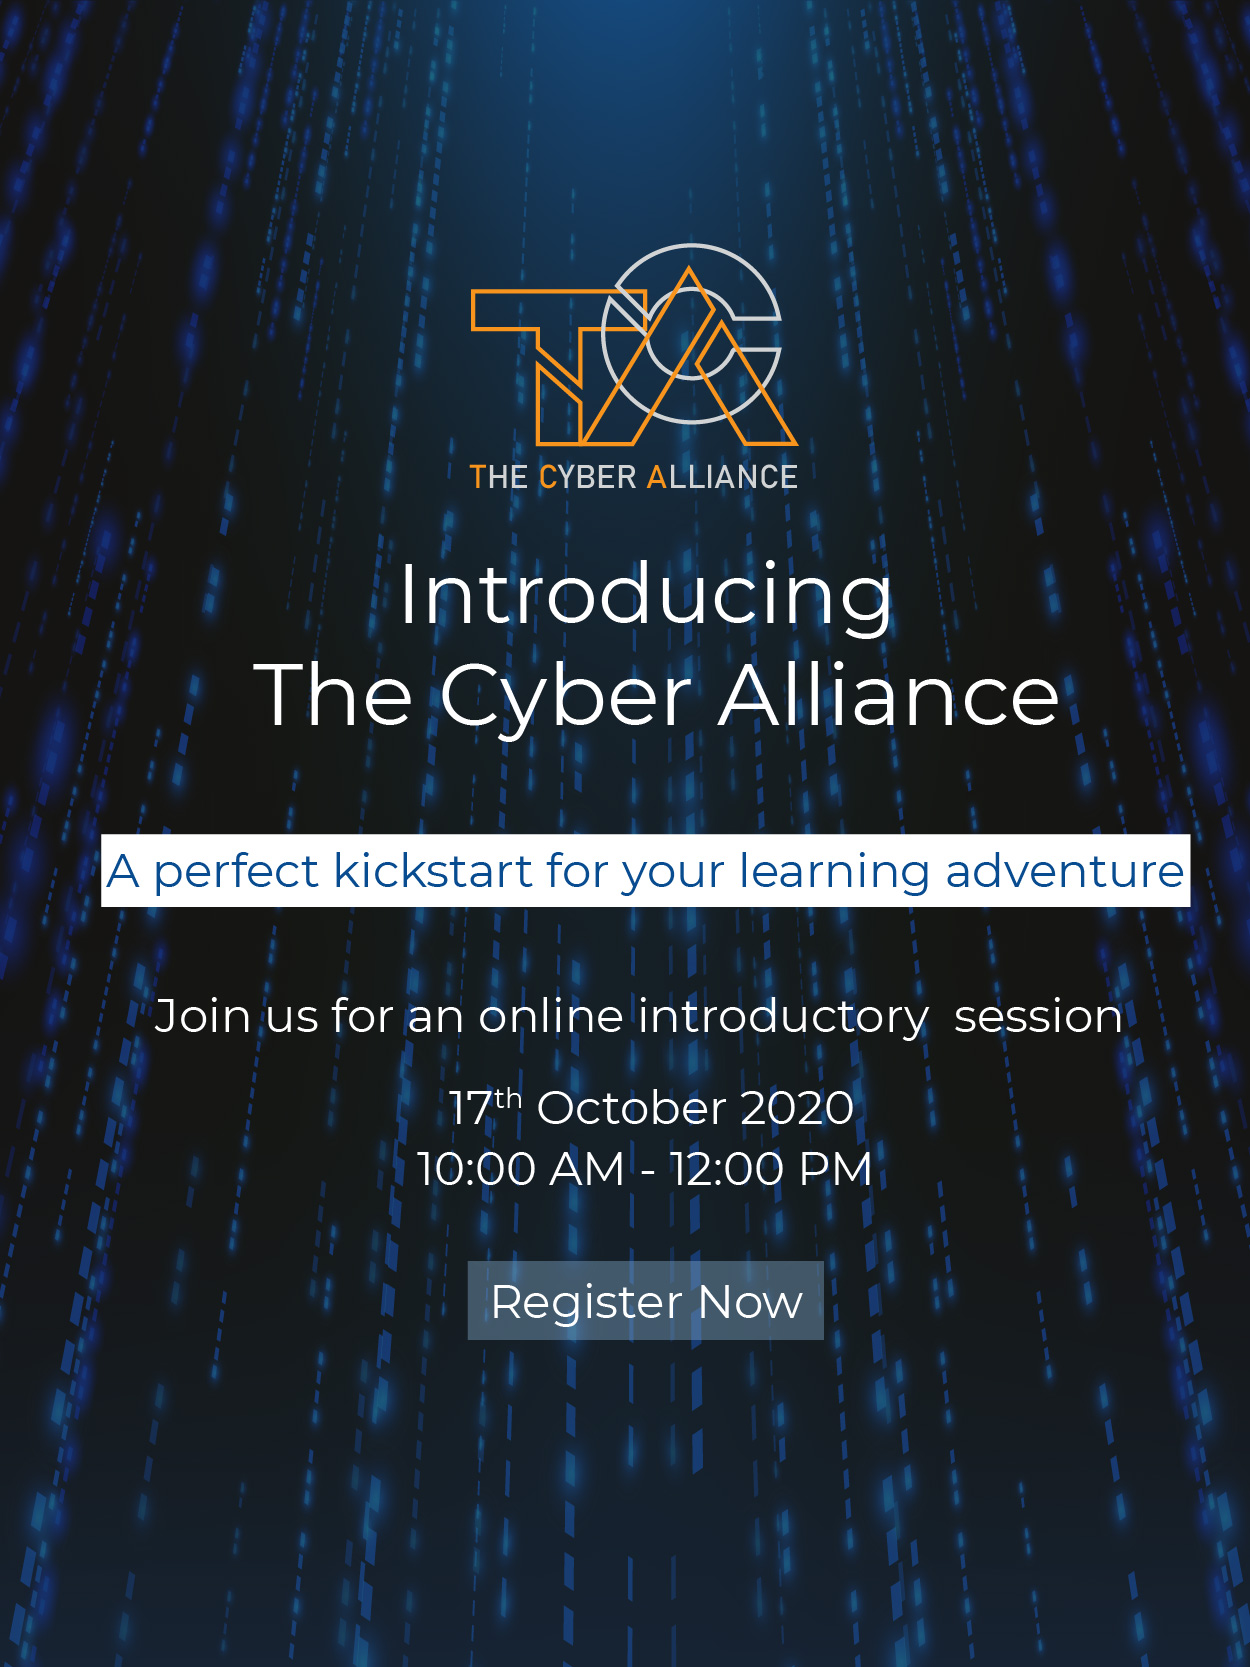 TCA
THE CYBER ALLIANCE
Introducing
The Cyber Alliance
A perfect kickstart for your learning adventure
Join us for an online introductory session
17th October 2020
10:00 AM - 12:00 PM
Register Now